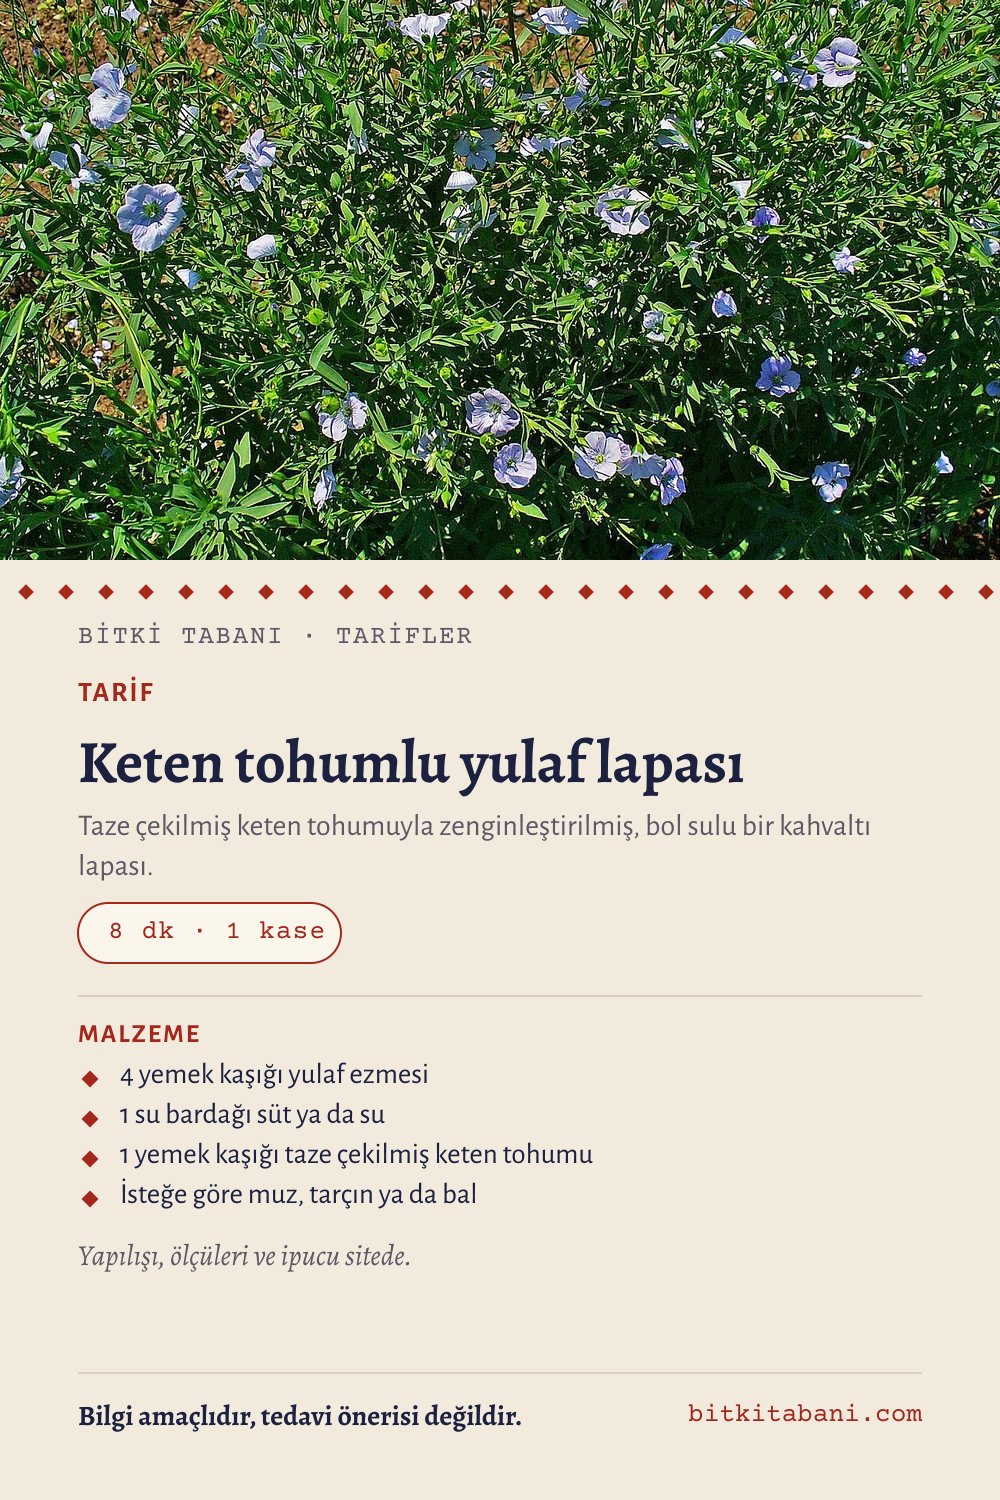 BİTKİ TABANI · TARİFLER
TARİF
Keten tohumlu yulaf lapası
Taze çekilmiş keten tohumuyla zenginleştirilmiş, bol sulu bir kahvaltı
lapası.
8 dk · 1 kase
MALZEME
4 yemek kaşığı yulaf ezmesi
1 su bardağı süt ya da su
1 yemek kaşığı taze çekilmiş keten tohumu
İsteğe göre muz, tarçın ya da bal
Yapılışı, ölçüleri ve ipucu sitede.
Bilgi amaçlıdır, tedavi önerisi değildir.
bitkitabani.com